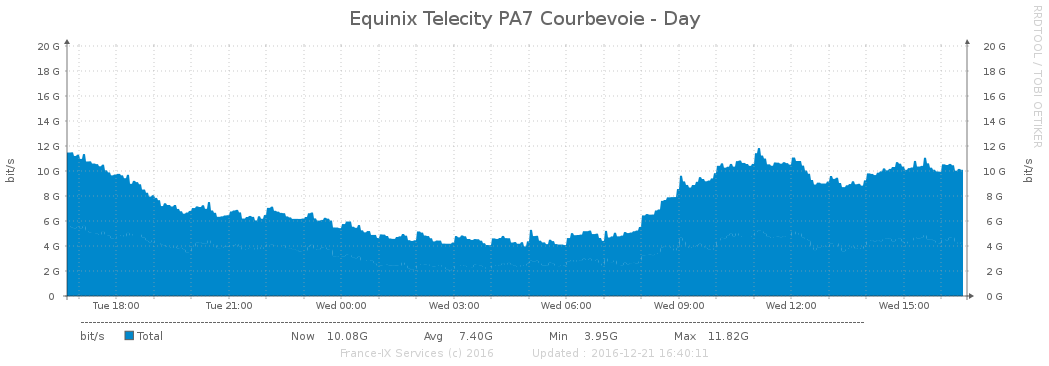 Equinix Telecity PA7 Courbevoie - Day
RRDTOOL / TOBI OETIKER
bit/s
20 G 20 G
18 G 18 G
16 G 16 G
14 G 14 G
12 G 12 G
10 G 10 G
8 G 8 G
6 G 6 G
4 G 4 G
2 G 2 G
0 0 G
bit/s
Tue 18:00 Tue 21:00 Wed 00:00 Wed 03:00 Wed 06:00 Wed 09:00 Wed 12:00 Wed 15:00
bit/s Total Now 10.08G Avg 7.40G Min 3.95G Max 11.82G
France-IX Services (c) 2016 Updated : 2016-12-21 16:40:11